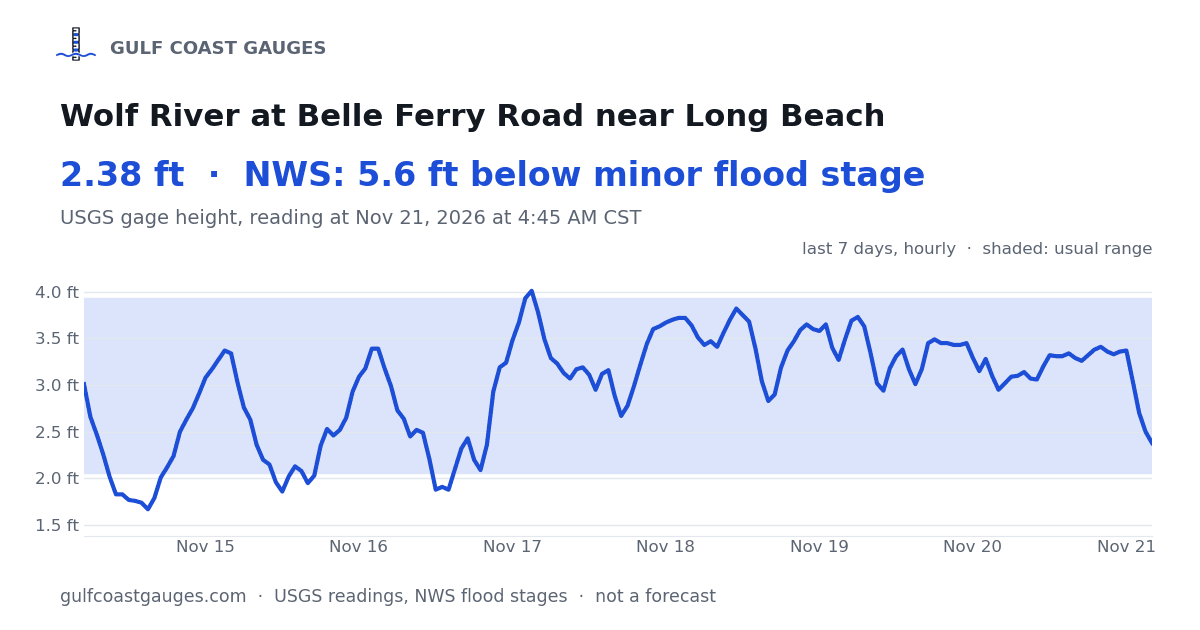 GULF COAST GAUGES
Wolf River at Belle Ferry Road near Long Beach
2.38 ft · NWS: 5.6 ft below minor flood stage
USGS gage height, reading at Nov 21, 2026 at 4:45 AM CST
last 7 days, hourly · shaded: usual range
4.0 ft
3.5 ft
3.0 ft
2.5 ft
2.0 ft
1.5 ft
Nov 15 Nov 16 Nov 17 Nov 18 Nov 19 Nov 20 Nov 21
gulfcoastgauges.com · USGS readings, NWS flood stages · not a forecast